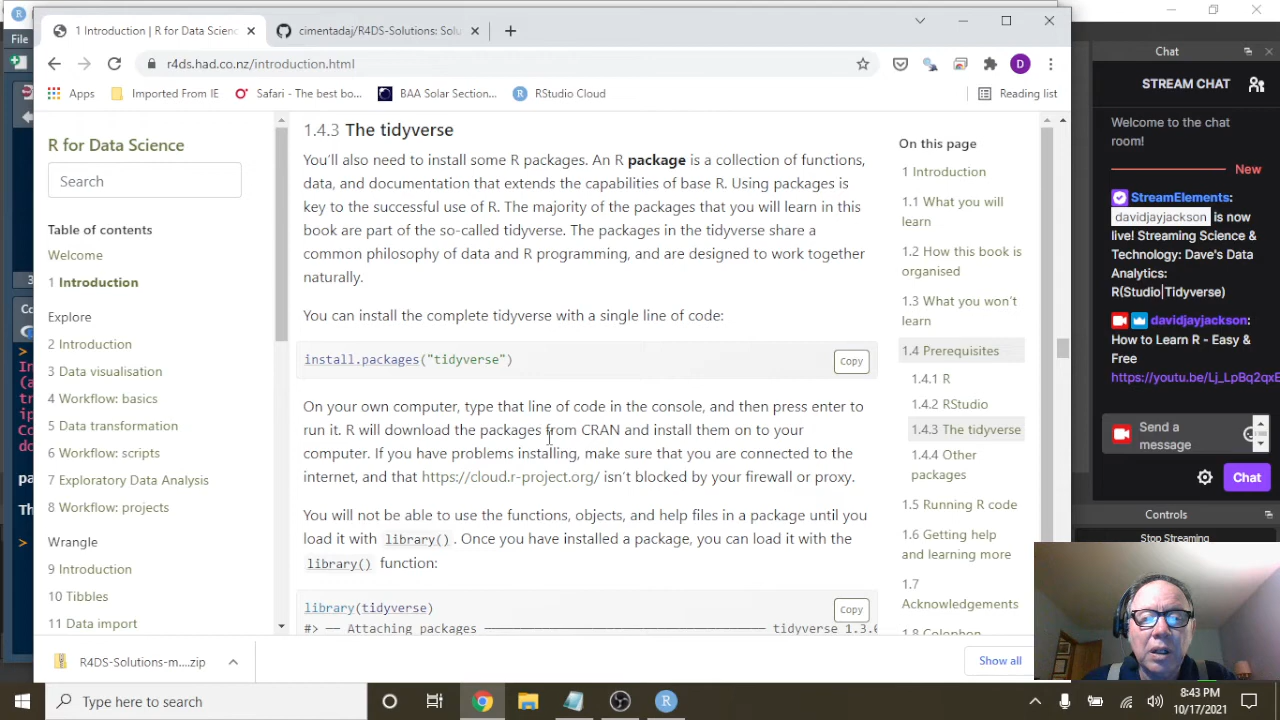 File
1 Introduction | R for Data Scienc
cimentadaj/R4DS-Solutions: Solu
r4ds.had.co.nz/introduction.html
D
Apps
Imported From IE
Safari - The best bo...
BAA Solar Section...
RStudio Cloud
Reading list
R for Data Science
Search
Table of contents
Welcome
1 Introduction
Explore
2 Introduction
3 Data visualisation
4 Workflow: basics
5 Data transformation
6 Workflow: scripts
7 Exploratory Data Analysis
8 Workflow: projects
Wrangle
9 Introduction
10 Tibbles
11 Data import
1.4.3 The tidyverse
You'll also need to install some R packages. An R package is a collection of functions,
data, and documentation that extends the capabilities of base R. Using packages is
key to the successful use of R. The majority of the packages that you will learn in this
book are part of the so-called tidyverse. The packages in the tidyverse share a
common philosophy of data and R programming, and are designed to work together
naturally.
You can install the complete tidyverse with a single line of code:
install.packages("tidyverse")
Copy
On your own computer, type that line of code in the console, and then press enter to
run it. R will download the packages from CRAN and install them on to your
computer. If you have problems installing, make sure that you are connected to the
internet, and that https://cloud.r-project.org/ isn't blocked by your firewall or proxy.
You will not be able to use the functions, objects, and help files in a package until you
load it with library(). Once you have installed a package, you can load it with the
library() function:
library(tidyverse)
Copy
#> ── Attaching packages ─────────────── tidyverse 1.3.0
On this page
1 Introduction
1.1 What you will
learn
1.2 How this book is
organised
1.3 What you won't
learn
1.4 Prerequisites
1.4.1 R
1.4.2 RStudio
1.4.3 The tidyverse
1.4.4 Other
packages
1.5 Running R code
1.6 Getting help
and learning more
1.7
Acknowledgements
1.8 Colophon
Chat
STREAM CHAT
Welcome to the chat
room!
New
StreamElements:
davidjayjackson is now
live! Streaming Science &
Technology: Dave's Data
Analytics:
R(Studio|Tidyverse)
davidjayjackson:
How to Learn R - Easy &
Free
https://youtu.be/Lj_LpBq2qxE
Send a
message
Chat
Controls
Stop Streaming
R4DS-Solutions-m....zip
Show all
Type here to search
8:43 PM
10/17/2021